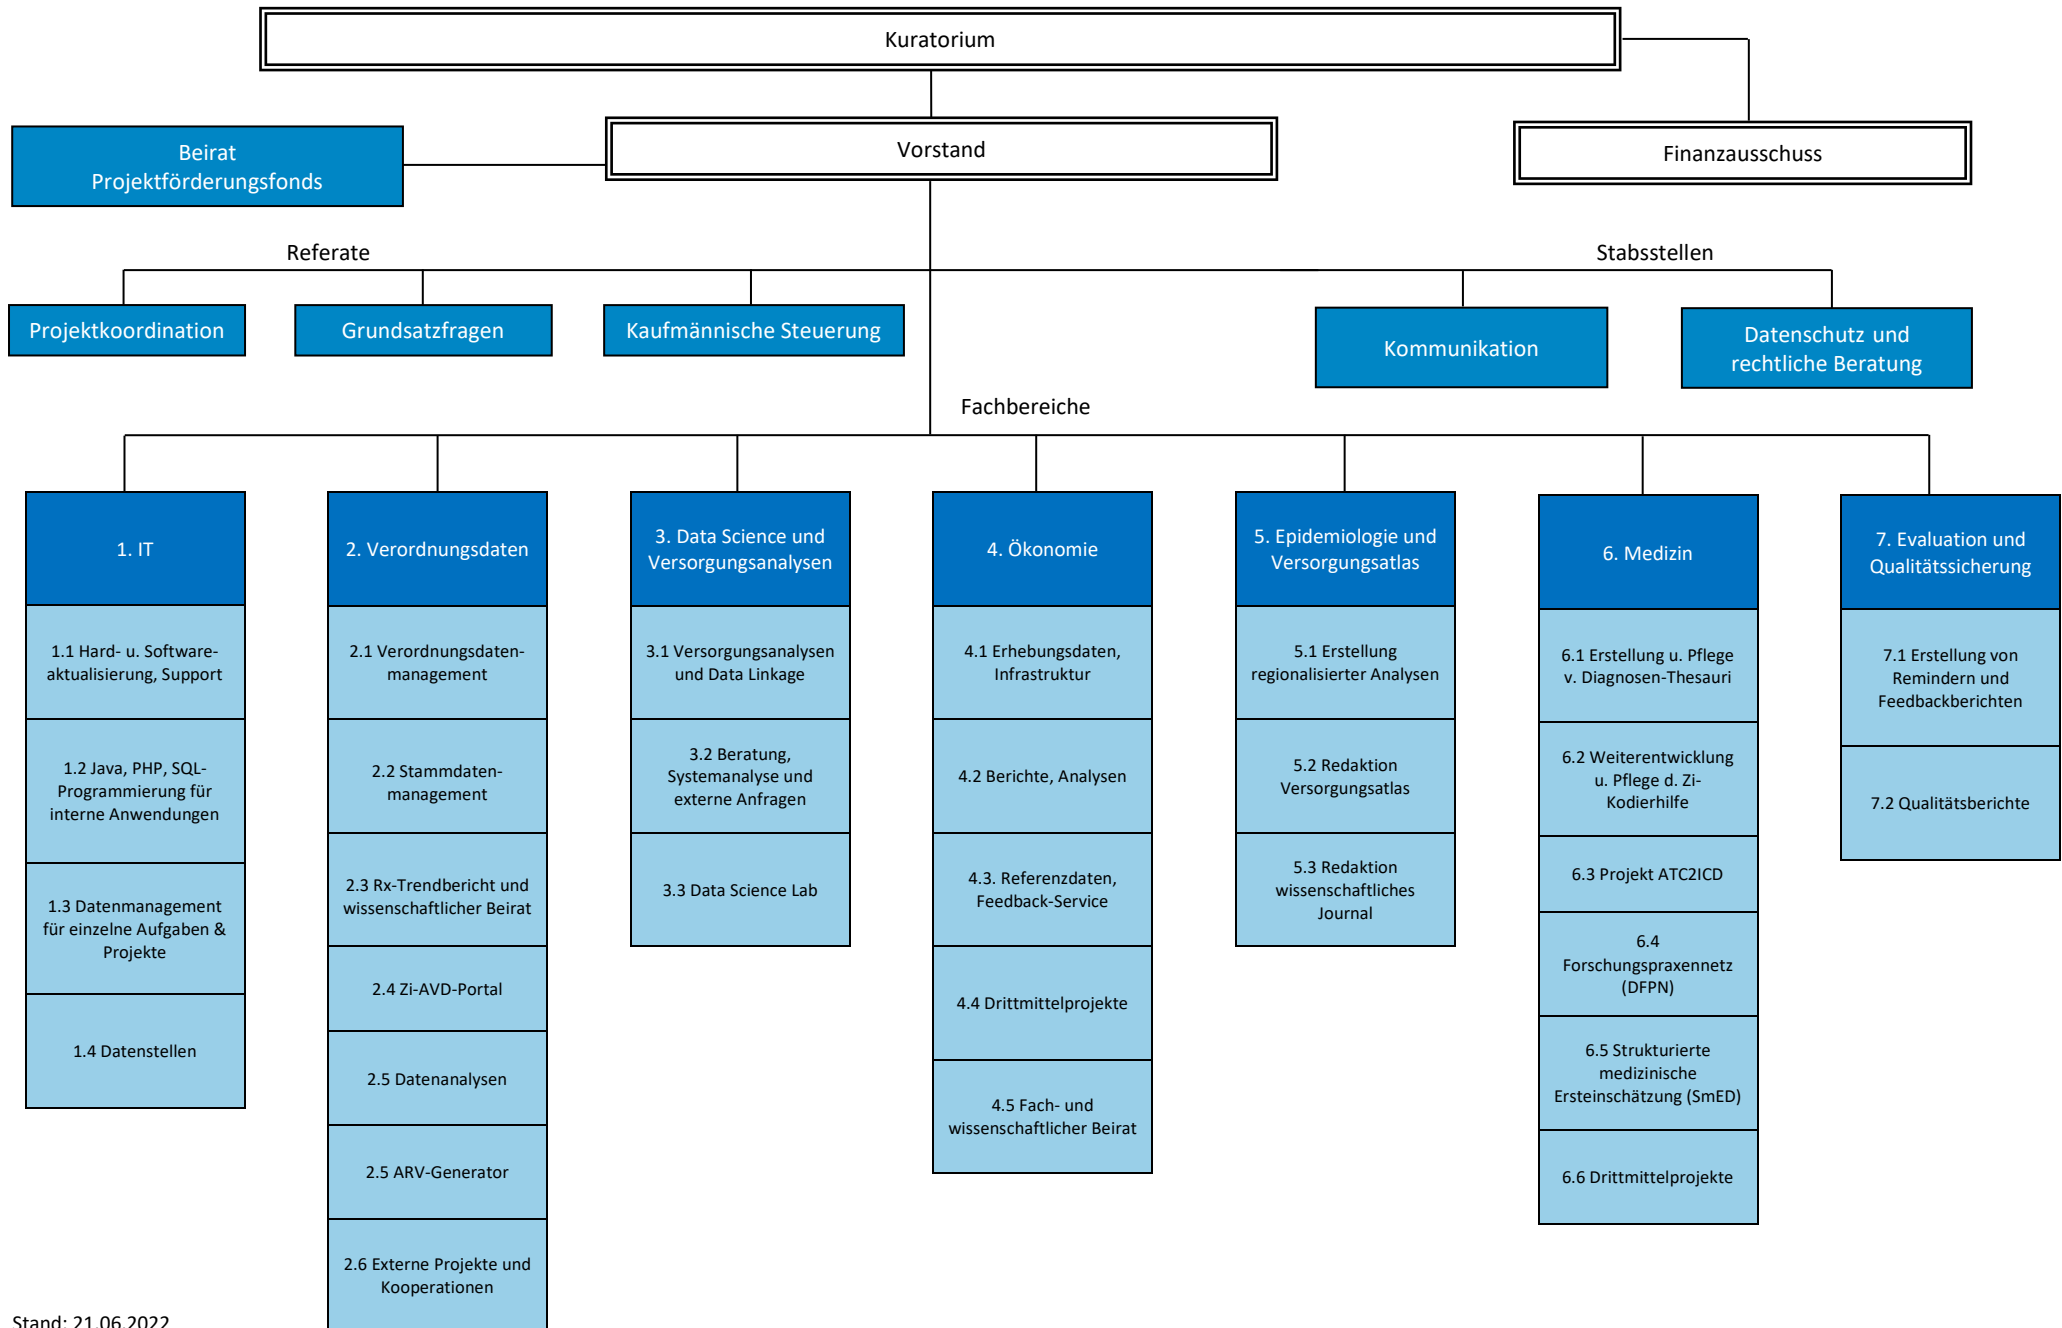 Kuratorium
Beirat
Projektförderungsfonds
Vorstand
Finanzausschuss
Referate
Stabsstellen
Projektkoordination
Grundsatzfragen
Kaufmännische Steuerung
Kommunikation
Datenschutz und
rechtliche Beratung
Fachbereiche
1. IT
1.1 Hard- u. Software-
aktualisierung, Support
1.2 Java, PHP, SQL-
Programmierung für
interne Anwendungen
1.3 Datenmanagement
für einzelne Aufgaben &
Projekte
1.4 Datenstellen
2. Verordnungsdaten
2.1 Verordnungsdaten-
management
2.2 Stammdaten-
management
2.3 Rx-Trendbericht und
wissenschaftlicher Beirat
2.4 Zi-AVD-Portal
2.5 Datenanalysen
2.5 ARV-Generator
2.6 Externe Projekte und
Kooperationen
3. Data Science und
Versorgungsanalysen
3.1 Versorgungsanalysen
und Data Linkage
3.2 Beratung,
Systemanalyse und
externe Anfragen
3.3 Data Science Lab
4. Ökonomie
4.1 Erhebungsdaten,
Infrastruktur
4.2 Berichte, Analysen
4.3. Referenzdaten,
Feedback-Service
4.4 Drittmittelprojekte
4.5 Fach- und
wissenschaftlicher Beirat
5. Epidemiologie und
Versorgungsatlas
5.1 Erstellung
regionalisierter Analysen
5.2 Redaktion
Versorgungsatlas
5.3 Redaktion
wissenschaftliches
Journal
6. Medizin
6.1 Erstellung u. Pflege
v. Diagnosen-Thesauri
6.2 Weiterentwicklung
u. Pflege d. Zi-
Kodierhilfe
6.3 Projekt ATC2ICD
6.4
Forschungspraxennetz
(DFPN)
6.5 Strukturierte
medizinische
Ersteinschätzung (SmED)
6.6 Drittmittelprojekte
7. Evaluation und
Qualitätssicherung
7.1 Erstellung von
Remindern und
Feedbackberichten
7.2 Qualitätsberichte
Stand: 21.06.2022